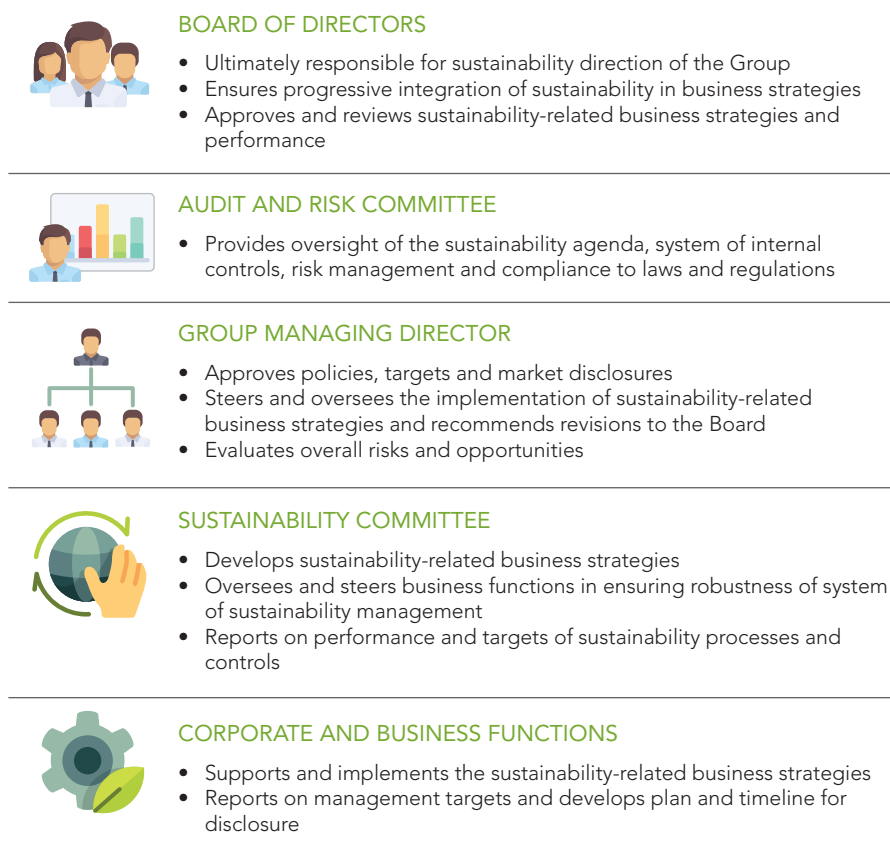 BOARD OF DIRECTORS
• Ultimately responsible for sustainability direction of the Group
• Ensures progressive integration of sustainability in business strategies
• Approves and reviews sustainability-related business strategies and
performance
AUDIT AND RISK COMMITTEE
• Provides oversight of the sustainability agenda, system of internal
controls, risk management and compliance to laws and regulations
GROUP MANAGING DIRECTOR
• Approves policies, targets and market disclosures
• Steers and oversees the implementation of sustainability-related
business strategies and recommends revisions to the Board
• Evaluates overall risks and opportunities
SUSTAINABILITY COMMITTEE
• Develops sustainability-related business strategies
• Oversees and steers business functions in ensuring robustness of system
of sustainability management
• Reports on performance and targets of sustainability processes and
controls
CORPORATE AND BUSINESS FUNCTIONS
• Supports and implements the sustainability-related business strategies
• Reports on management targets and develops plan and timeline for
disclosure